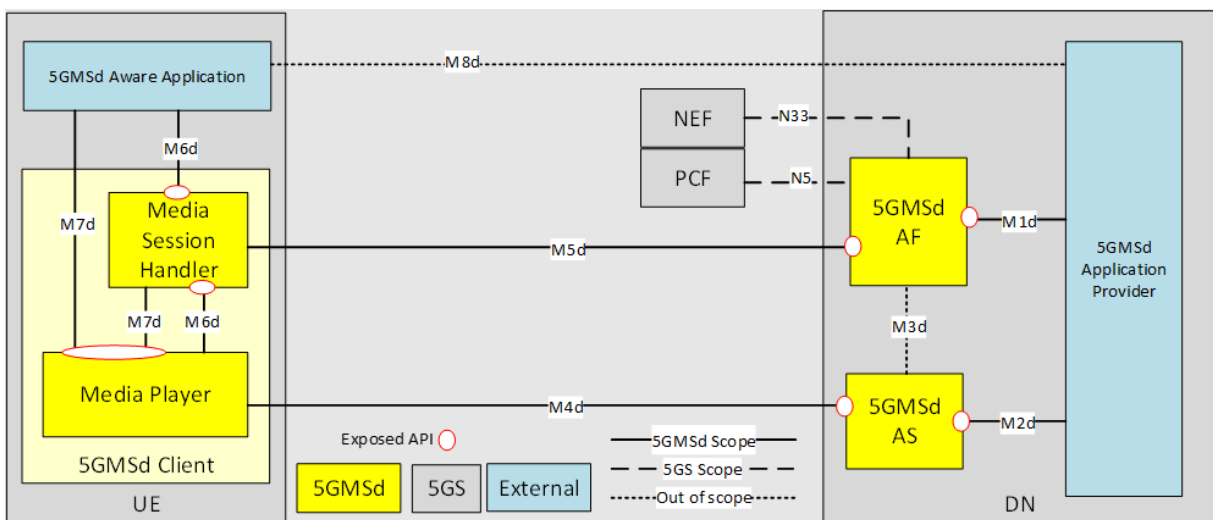 5GMSd Aware Application
M8d
NEF
N33
PCF
N5
M6d
M7d
Media
Session
Handler
M5d
5GMSd
AF
M1d
5GMSd
Application
Provider
M7d
M6d
M3d
Media Player
M4d
5GMSd
AS
M2d
5GMSd Client
UE
Exposed API
5GMSd
5GS
External
5GMSd Scope
5GS Scope
Out of scope
DN